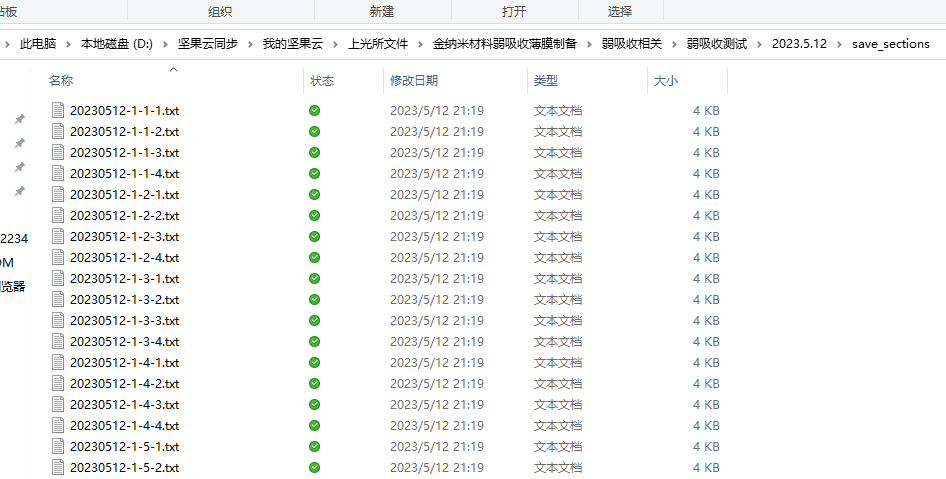 组织 新建 打开 选择
此电脑 › 本地磁盘 (D:) › 坚果云同步 › 我的坚果云 › 上光所文件 › 金纳米材料弱吸收薄膜制备 › 弱吸收相关 › 弱吸收测试 › 2023.5.12 › save_sections
名称 状态 修改日期 类型 大小
20230512-1-1-1.txt 2023/5/12 21:19 文本文档 4 KB
20230512-1-1-2.txt 2023/5/12 21:19 文本文档 4 KB
20230512-1-1-3.txt 2023/5/12 21:19 文本文档 4 KB
20230512-1-1-4.txt 2023/5/12 21:19 文本文档 4 KB
20230512-1-2-1.txt 2023/5/12 21:19 文本文档 4 KB
20230512-1-2-2.txt 2023/5/12 21:19 文本文档 4 KB
2234 20230512-1-2-3.txt 2023/5/12 21:19 文本文档 4 KB
OM 20230512-1-2-4.txt 2023/5/12 21:19 文本文档 4 KB
浏览器 20230512-1-3-1.txt 2023/5/12 21:19 文本文档 4 KB
20230512-1-3-2.txt 2023/5/12 21:19 文本文档 4 KB
20230512-1-3-3.txt 2023/5/12 21:19 文本文档 4 KB
20230512-1-3-4.txt 2023/5/12 21:19 文本文档 4 KB
20230512-1-4-1.txt 2023/5/12 21:19 文本文档 4 KB
20230512-1-4-2.txt 2023/5/12 21:19 文本文档 4 KB
20230512-1-4-3.txt 2023/5/12 21:19 文本文档 4 KB
20230512-1-4-4.txt 2023/5/12 21:19 文本文档 4 KB
20230512-1-5-1.txt 2023/5/12 21:19 文本文档 4 KB
20230512-1-5-2.txt 2023/5/12 21:19 文本文档 4 KB